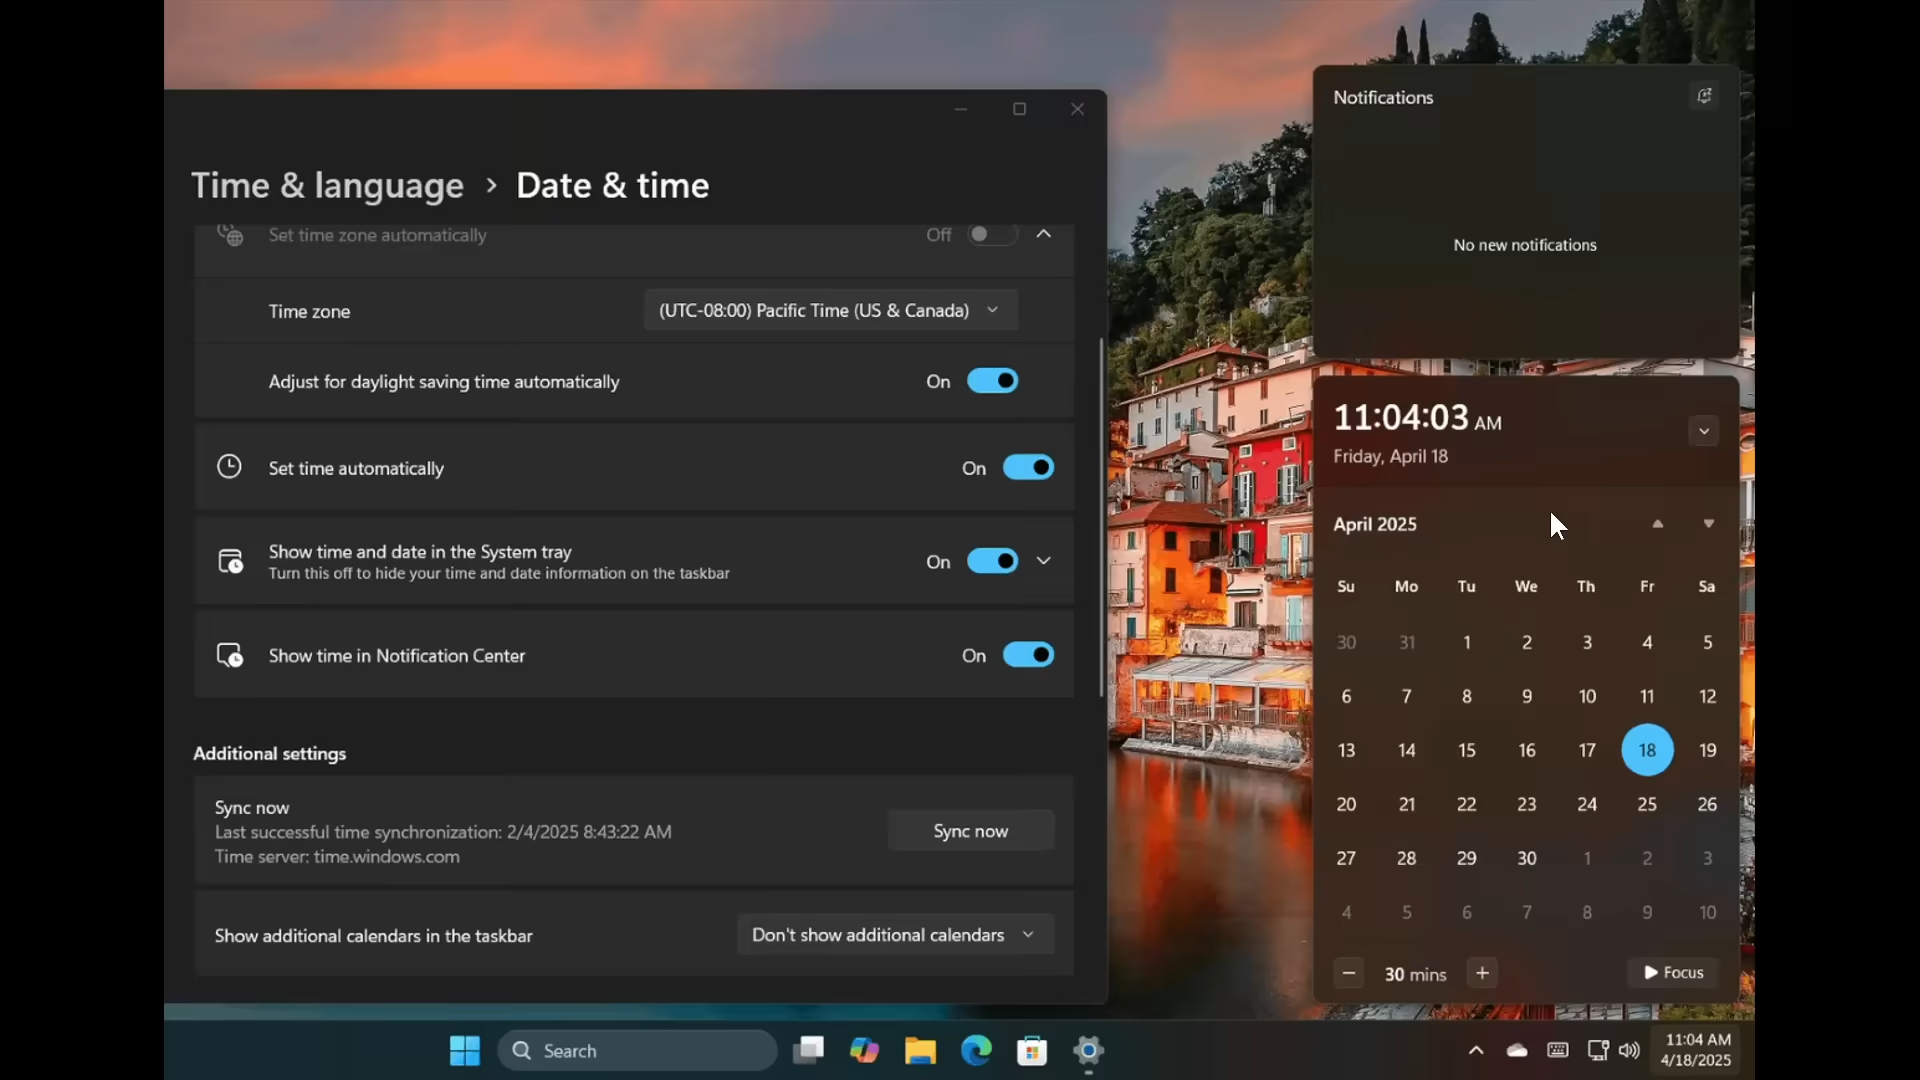 Time & language > Date & time
Set time zone automatically Off
Time zone (UTC-08:00) Pacific Time (US & Canada)
Adjust for daylight saving time automatically On
Set time automatically On
Show time and date in the System tray On
Turn this off to hide your time and date information on the taskbar
Show time in Notification Center On
Additional settings
Sync now
Last successful time synchronization: 2/4/2025 8:43:22 AM
Time server: time.windows.com
Sync now
Show additional calendars in the taskbar Don't show additional calendars
Notifications
No new notifications
11:04:03 AM
Friday, April 18
April 2025
Su Mo Tu We Th Fr Sa
30 31 1 2 3 4 5
6 7 8 9 10 11 12
13 14 15 16 17 18 19
20 21 22 23 24 25 26
27 28 29 30 1 2 3
4 5 6 7 8 9 10
30 mins Focus
Search
11:04 AM
4/18/2025